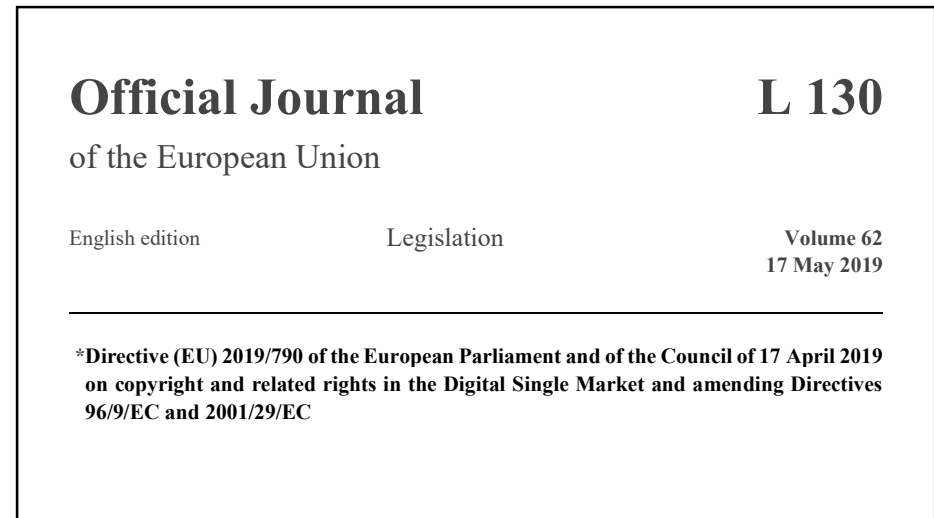 Official Journal L 130
of the European Union
English edition Legislation Volume 62
17 May 2019
*Directive (EU) 2019/790 of the European Parliament and of the Council of 17 April 2019
on copyright and related rights in the Digital Single Market and amending Directives
96/9/EC and 2001/29/EC